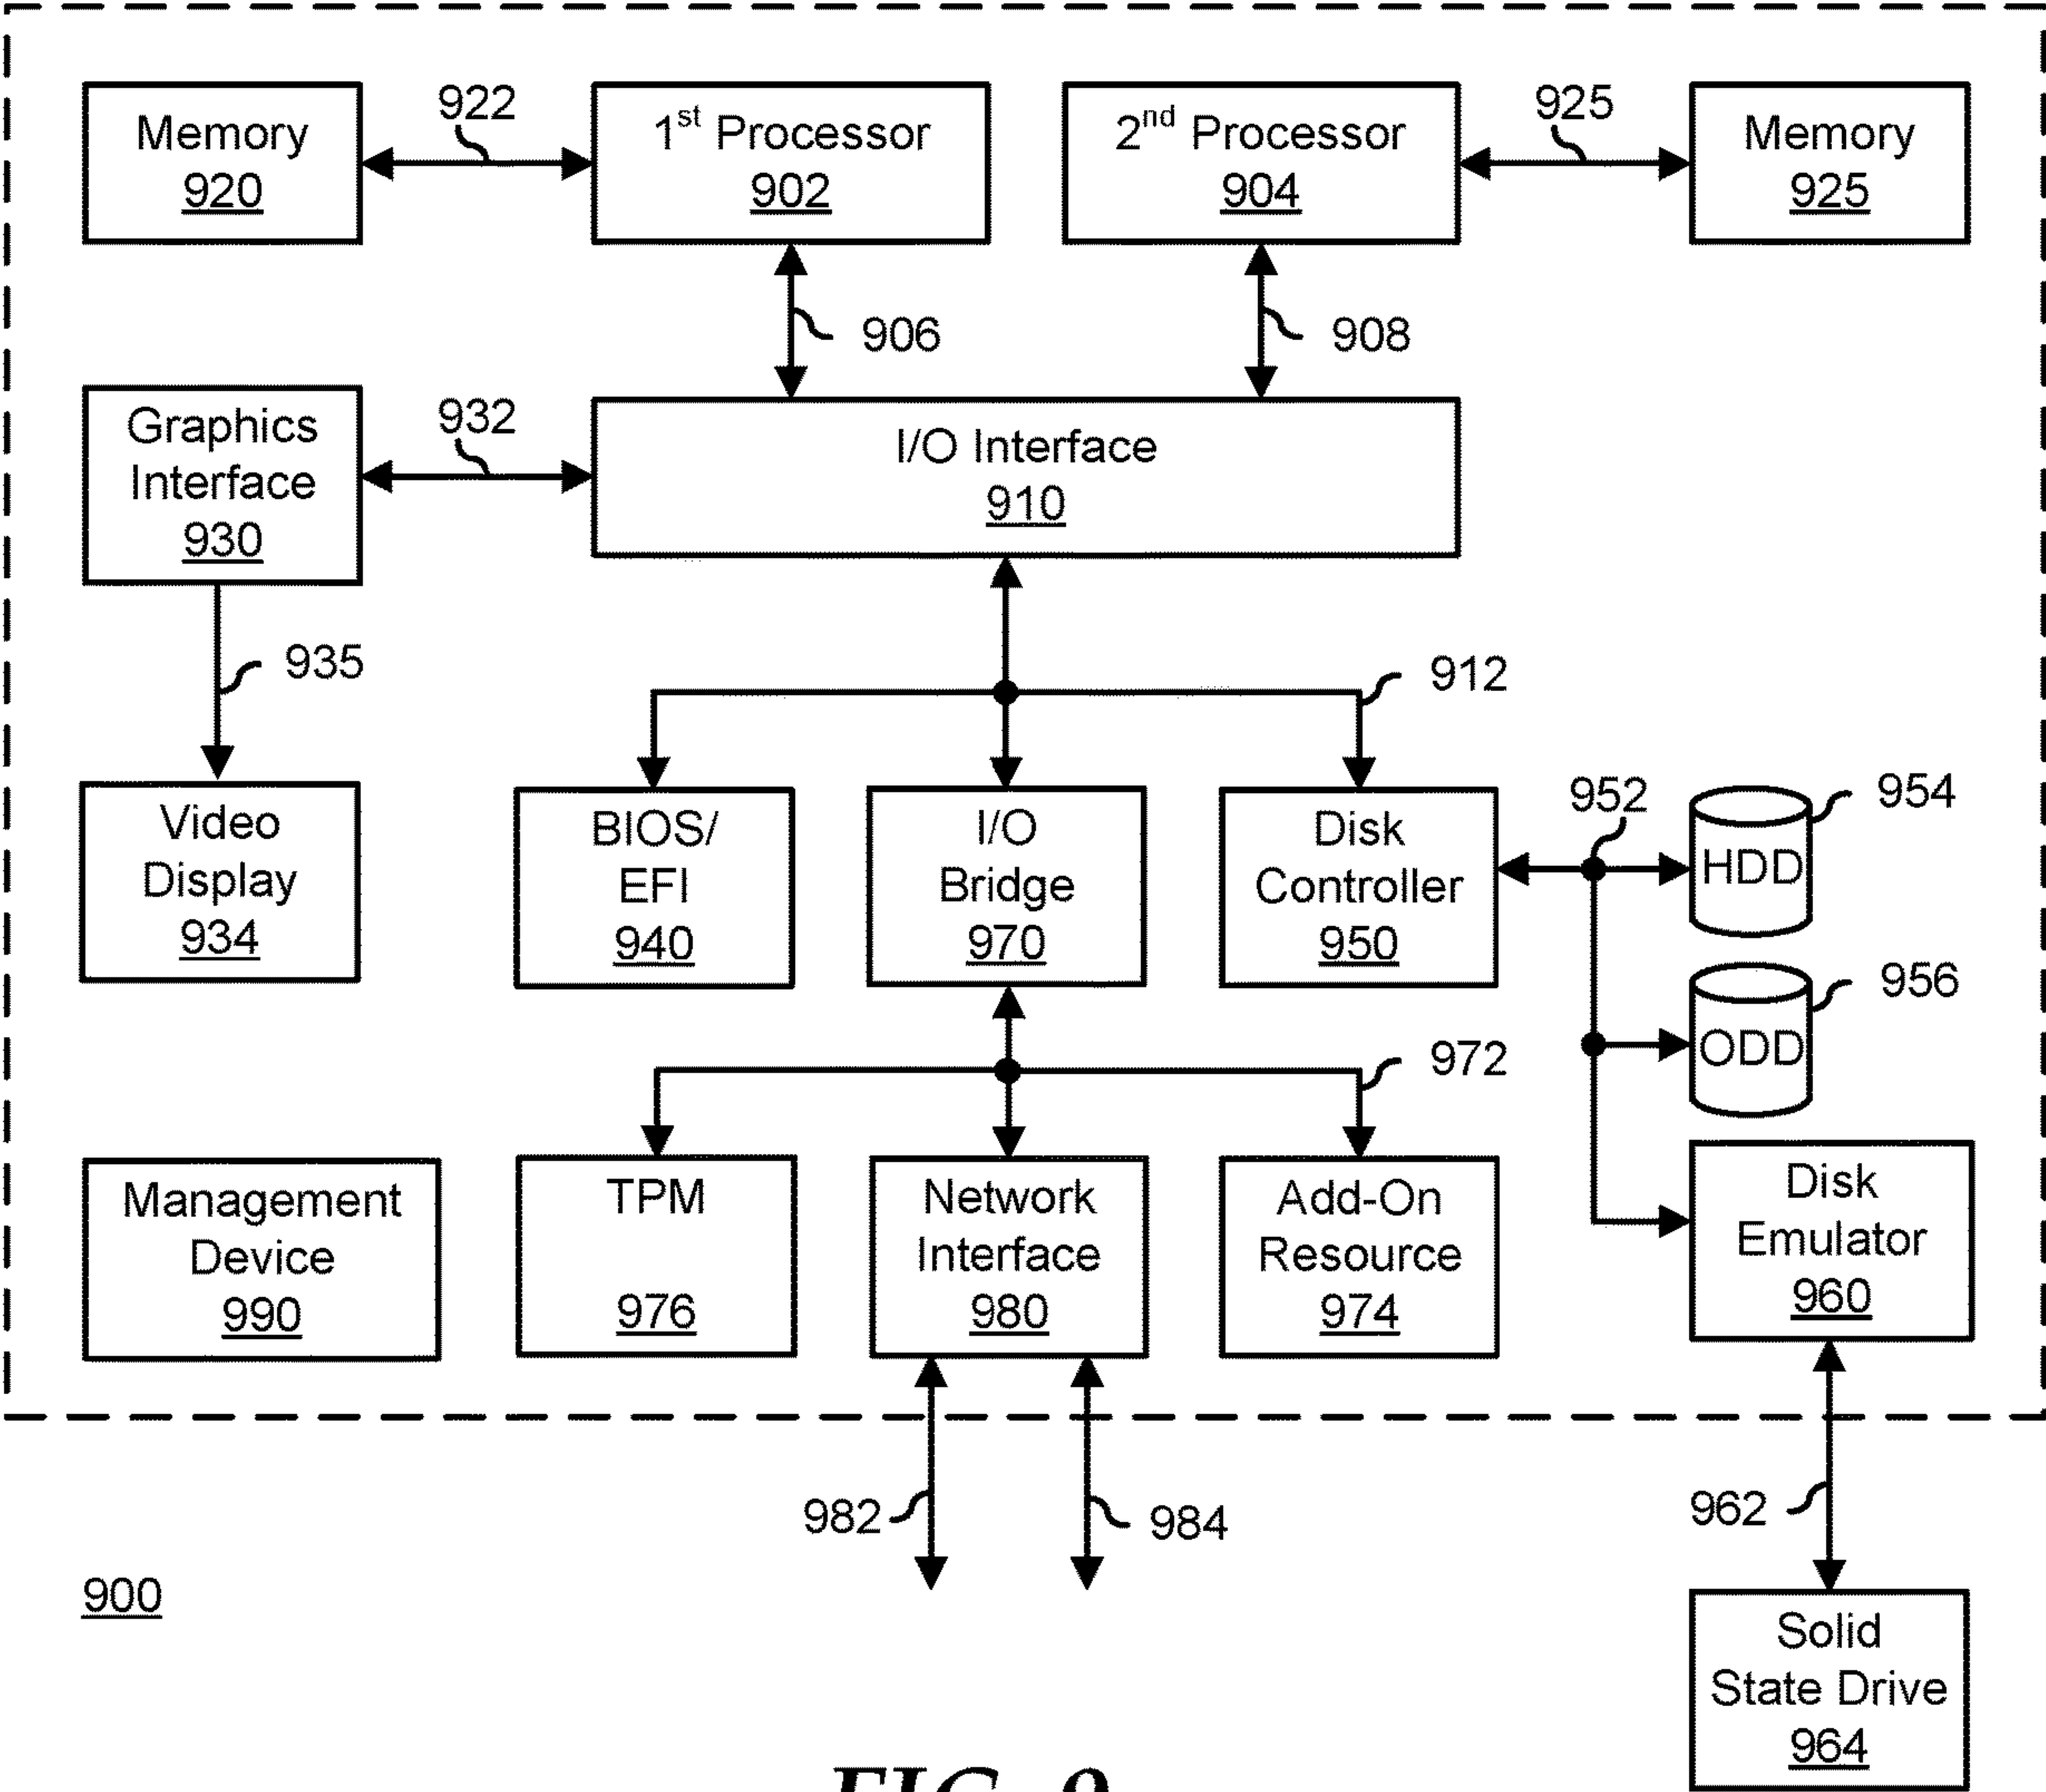 Memory
920
922
1st Processor
902
2nd Processor
904
925
Memory
925
906
908
Graphics
Interface
930
932
I/O Interface
910
935
912
Video
Display
934
BIOS/
EFI
940
I/O
Bridge
970
Disk
Controller
950
952
HDD
954
ODD
956
972
Management
Device
990
TPM
976
Network
Interface
980
Add-On
Resource
974
Disk
Emulator
960
982
984
962
900
Solid
State Drive
964
FIG. 9